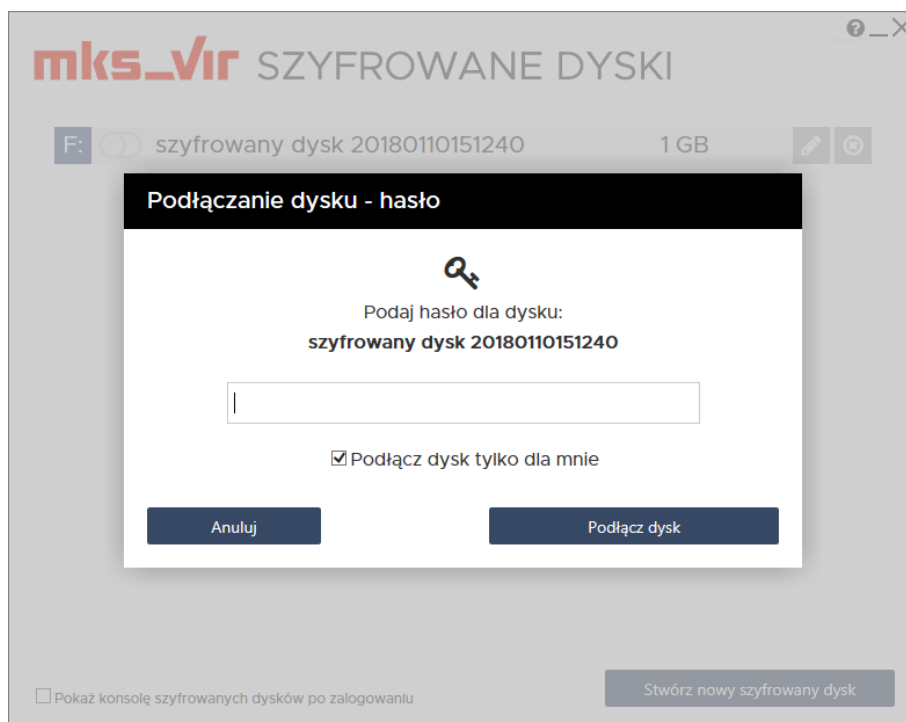 mks_vir SZYFROWANE DYSKI
F: szyfrowany dysk 20180110151240 1 GB
Podłączanie dysku - hasło
Podaj hasło dla dysku:
szyfrowany dysk 20180110151240
Podłącz dysk tylko dla mnie
Anuluj Podłącz dysk
Pokaż konsolę szyfrowanych dysków po zalogowaniu
Stwórz nowy szyfrowany dysk